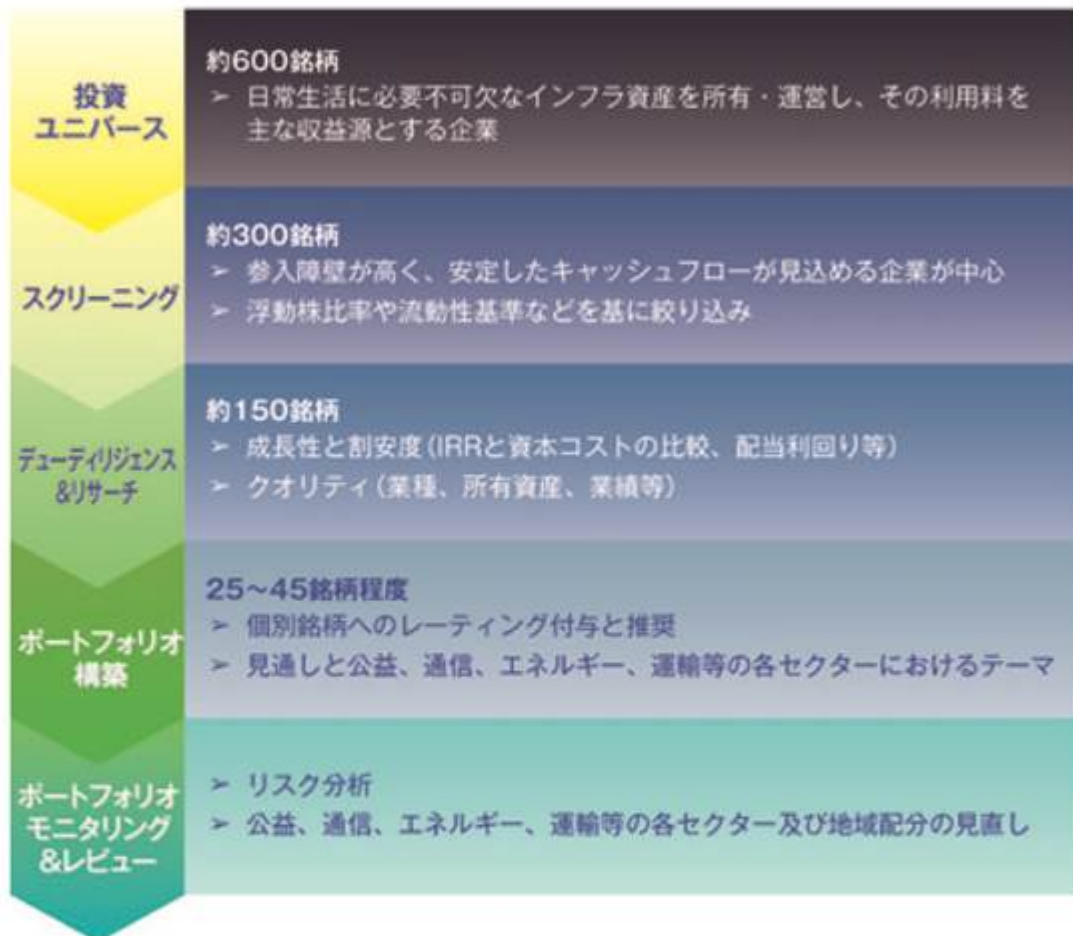 投資
ユニバース
約600銘柄
➢ 日常生活に必要不可欠なインフラ資産を所有・運営し、その利用料を
主な収益源とする企業
スクリーニング
約300銘柄
➢ 参入障壁が高く、安定したキャッシュフローが見込める企業が中心
➢ 浮動株比率や流動性基準などを基に絞り込み
デューディリジェンス
&リサーチ
約150銘柄
➢ 成長性と割安度(IRRと資本コストの比較、配当利回り等)
➢ クオリティ(業種、所有資産、業績等)
ポートフォリオ
構築
25～45銘柄程度
➢ 個別銘柄へのレーティング付与と推奨
➢ 見通しと公益、通信、エネルギー、運輸等の各セクターにおけるテーマ
ポートフォリオ
モニタリング
&レビュー
➢ リスク分析
➢ 公益、通信、エネルギー、運輸等の各セクター及び地域配分の見直し